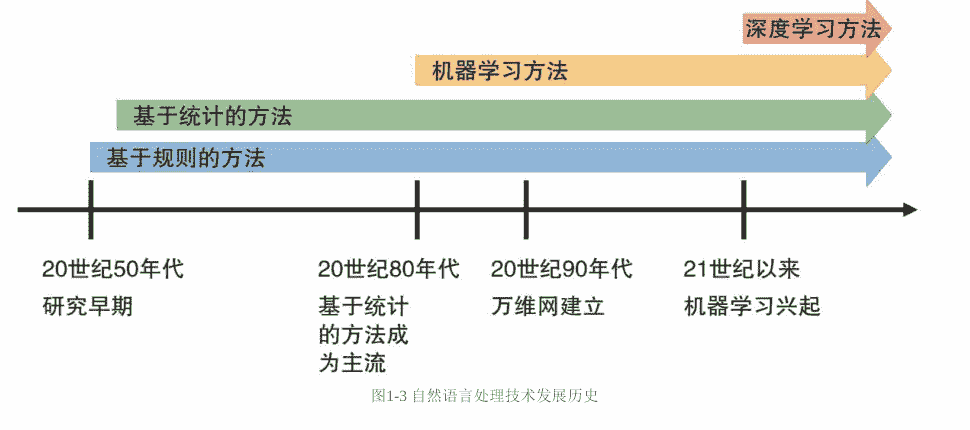 深度学习方法
机器学习方法
基于统计的方法
基于规则的方法
20世纪50年代
研究早期
20世纪80年代
基于统计
的方法成
为主流
20世纪90年代
万维网建立
21世纪以来
机器学习兴起
图1-3 自然语言处理技术发展历史